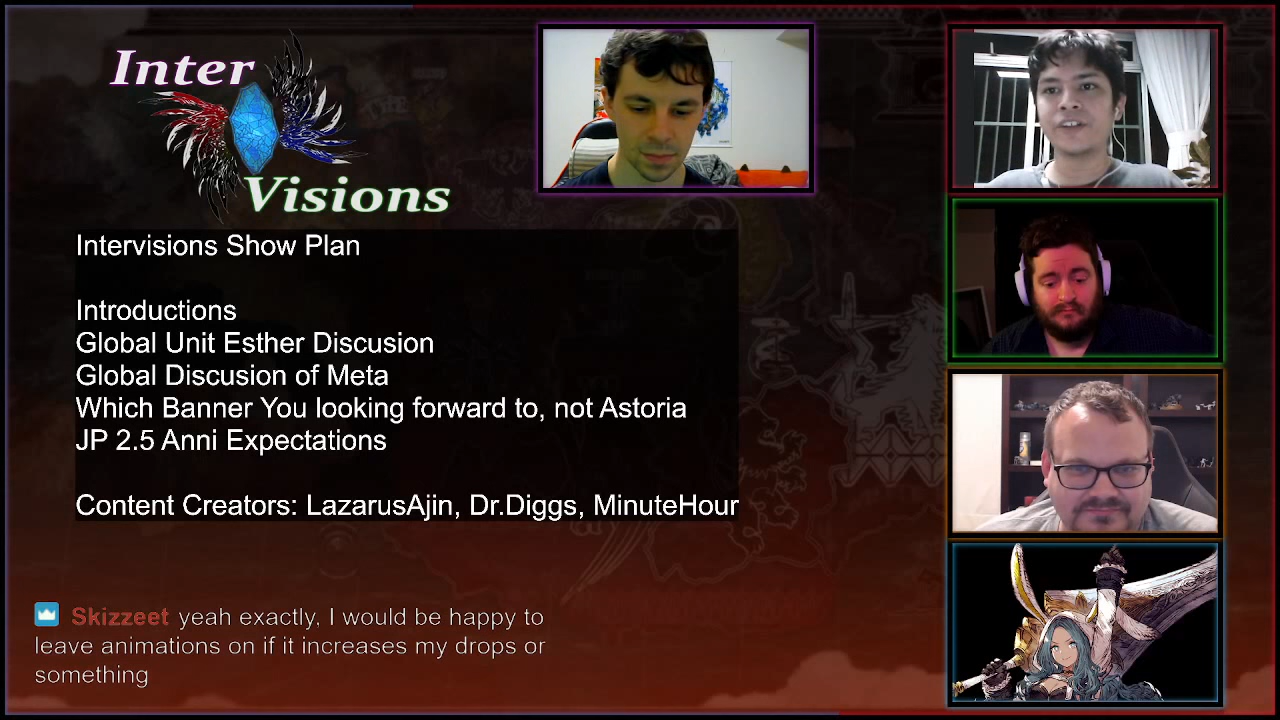 Inter
Visions
Intervisions Show Plan
Introductions
Global Unit Esther Discusion
Global Discusion of Meta
Which Banner You looking forward to, not Astoria
JP 2.5 Anni Expectations
Content Creators: LazarusAjin, Dr.Diggs, MinuteHour
Skizzeet yeah exactly, I would be happy to
leave animations on if it increases my drops or
something